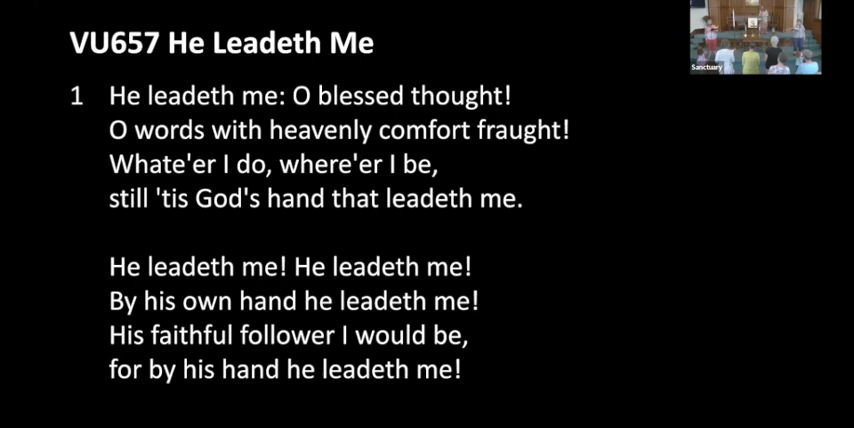 VU657 He Leadeth Me
1 He leadeth me: O blessed thought!
O words with heavenly comfort fraught!
Whate'er I do, where'er I be,
still 'tis God's hand that leadeth me.
He leadeth me! He leadeth me!
By his own hand he leadeth me!
His faithful follower I would be,
for by his hand he leadeth me!
Sanctuary